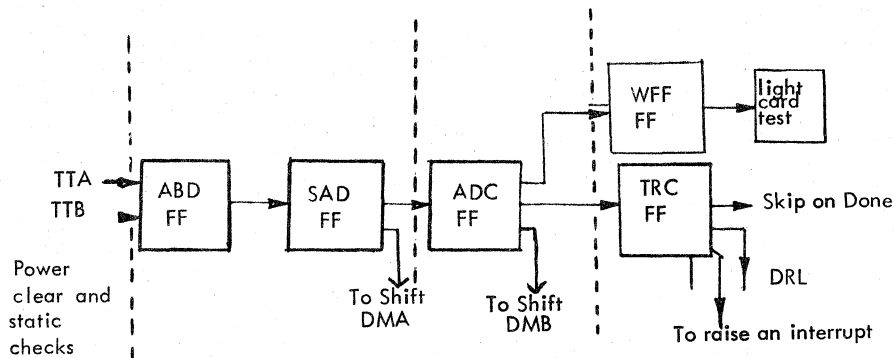 TTA
TTB
ABD
FF
SAD
FF
ADC
FF
WFF
FF
light
card
test
TRC
FF
Skip on Done
DRL
To Shift
DMA
To Shift
DMB
To raise an interrupt
Power
clear and
static
checks